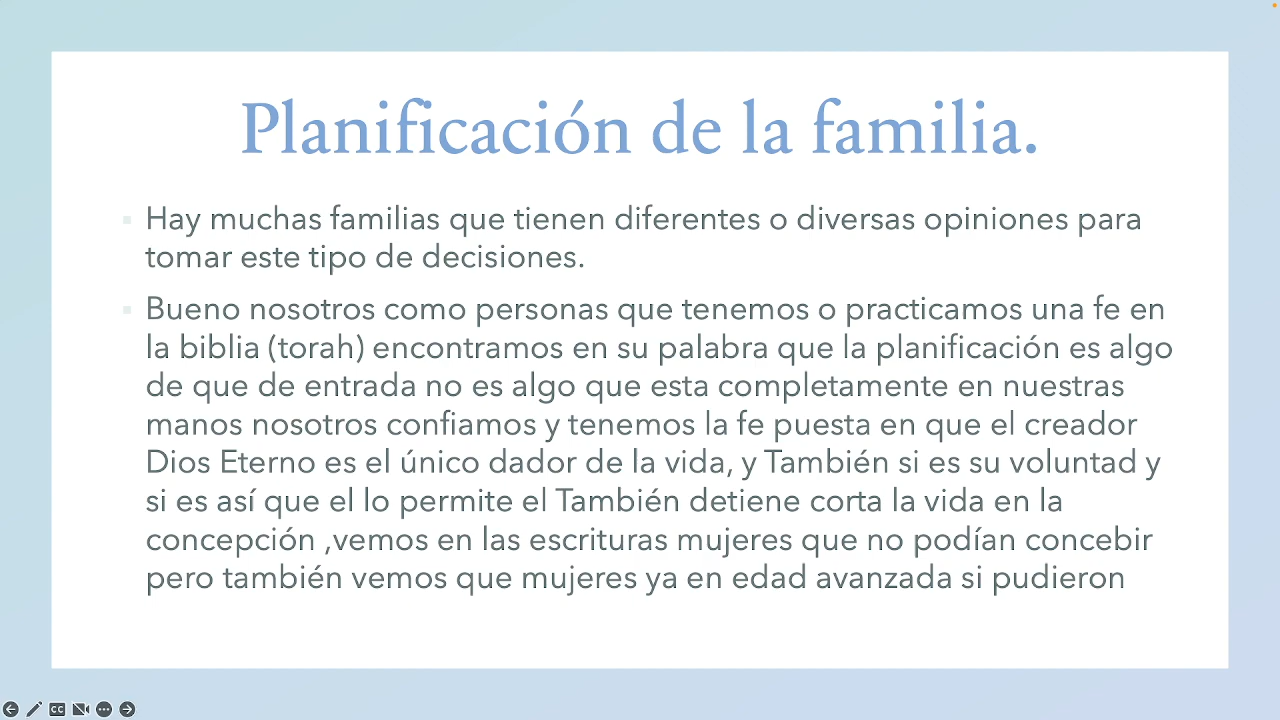 Planificación de la familia.
Hay muchas familias que tienen diferentes o diversas opiniones para
tomar este tipo de decisiones.
Bueno nosotros como personas que tenemos o practicamos una fe en
la biblia (torah) encontramos en su palabra que la planificación es algo
de que de entrada no es algo que esta completamente en nuestras
manos nosotros confiamos y tenemos la fe puesta en que el creador
Dios Eterno es el único dador de la vida, y También si es su voluntad y
si es así que el lo permite el También detiene corta la vida en la
concepción ,vemos en las escrituras mujeres que no podían concebir
pero también vemos que mujeres ya en edad avanzada si pudieron
CC